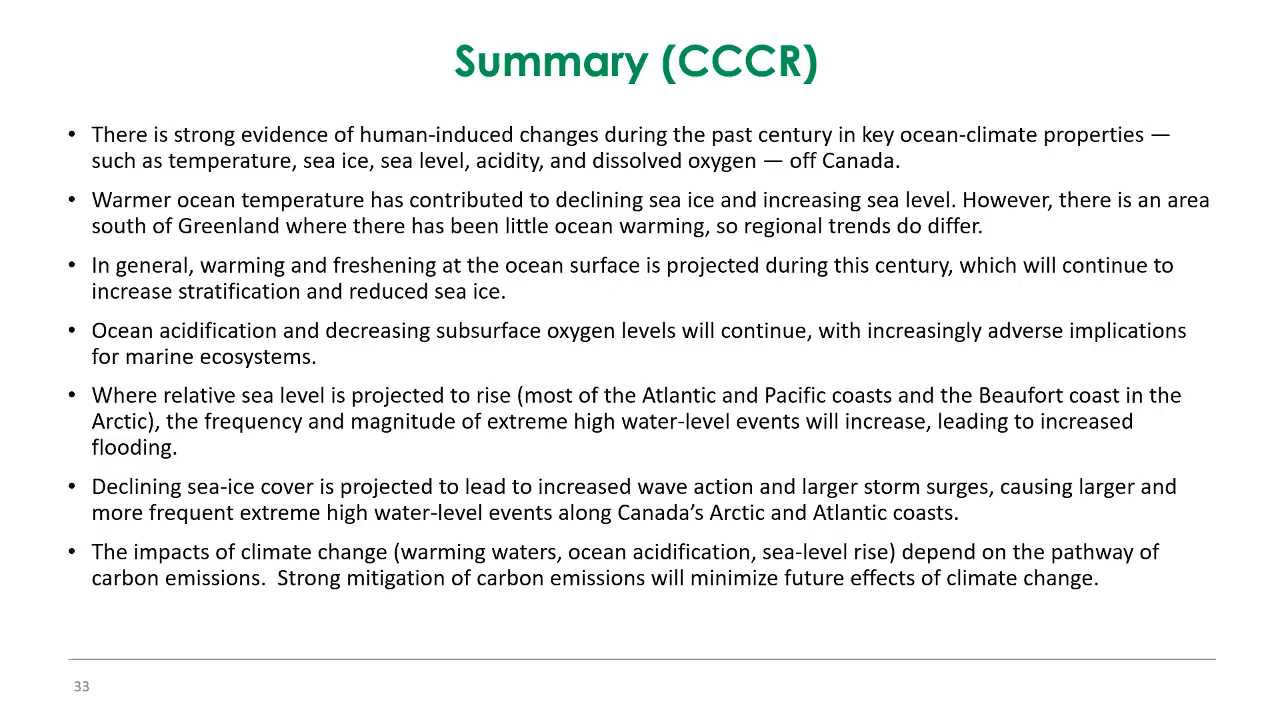 Summary (CCCR)
• There is strong evidence of human-induced changes during the past century in key ocean-climate properties —
such as temperature, sea ice, sea level, acidity, and dissolved oxygen — off Canada.
• Warmer ocean temperature has contributed to declining sea ice and increasing sea level. However, there is an area
south of Greenland where there has been little ocean warming, so regional trends do differ.
• In general, warming and freshening at the ocean surface is projected during this century, which will continue to
increase stratification and reduced sea ice.
• Ocean acidification and decreasing subsurface oxygen levels will continue, with increasingly adverse implications
for marine ecosystems.
• Where relative sea level is projected to rise (most of the Atlantic and Pacific coasts and the Beaufort coast in the
Arctic), the frequency and magnitude of extreme high water-level events will increase, leading to increased
flooding.
• Declining sea-ice cover is projected to lead to increased wave action and larger storm surges, causing larger and
more frequent extreme high water-level events along Canada’s Arctic and Atlantic coasts.
• The impacts of climate change (warming waters, ocean acidification, sea-level rise) depend on the pathway of
carbon emissions.  Strong mitigation of carbon emissions will minimize future effects of climate change.
33